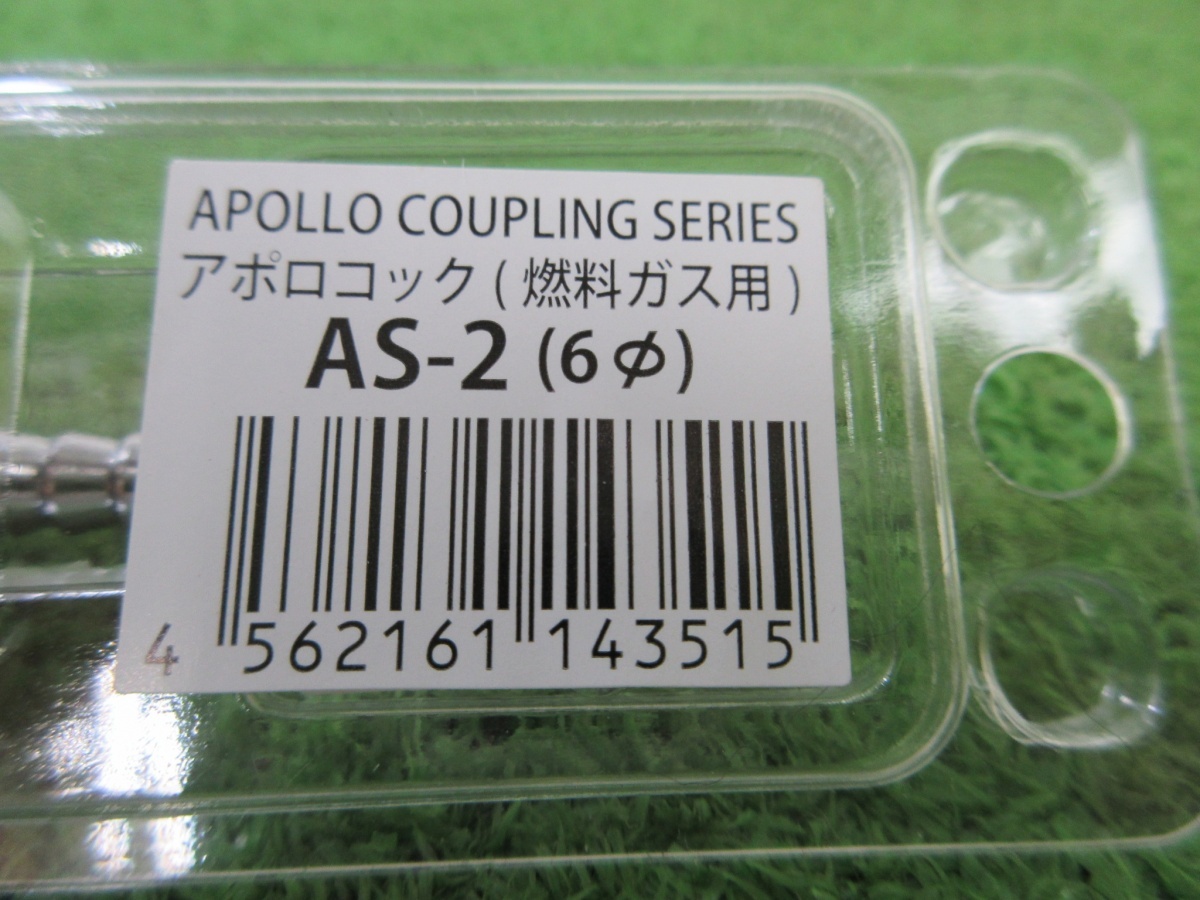 APOLLO COUPLING SERIES
アポロコック(燃料ガス用)
AS-2 (6φ)
4 562161 143515